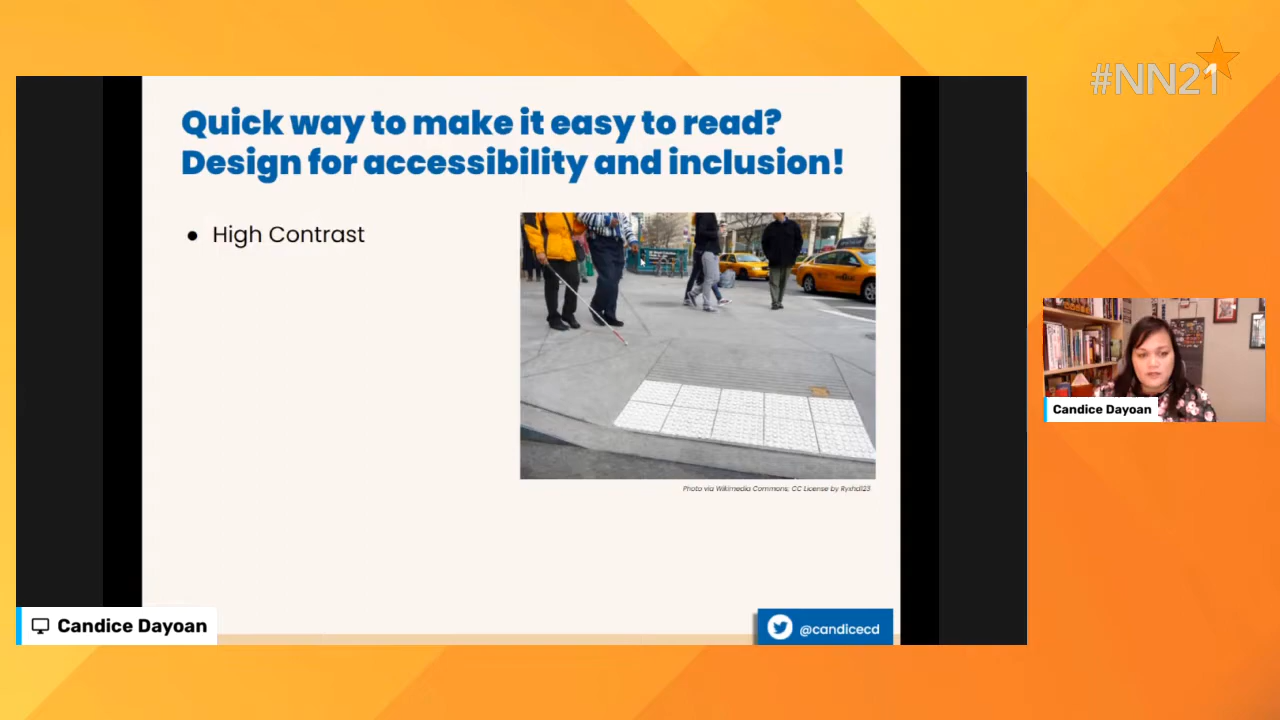 #NN21
Quick way to make it easy to read?
Design for accessibility and inclusion!
● High Contrast
Photo via Wikimedia Commons; CC License by Ryxhd123
Candice Dayoan
Candice Dayoan
@candicecd